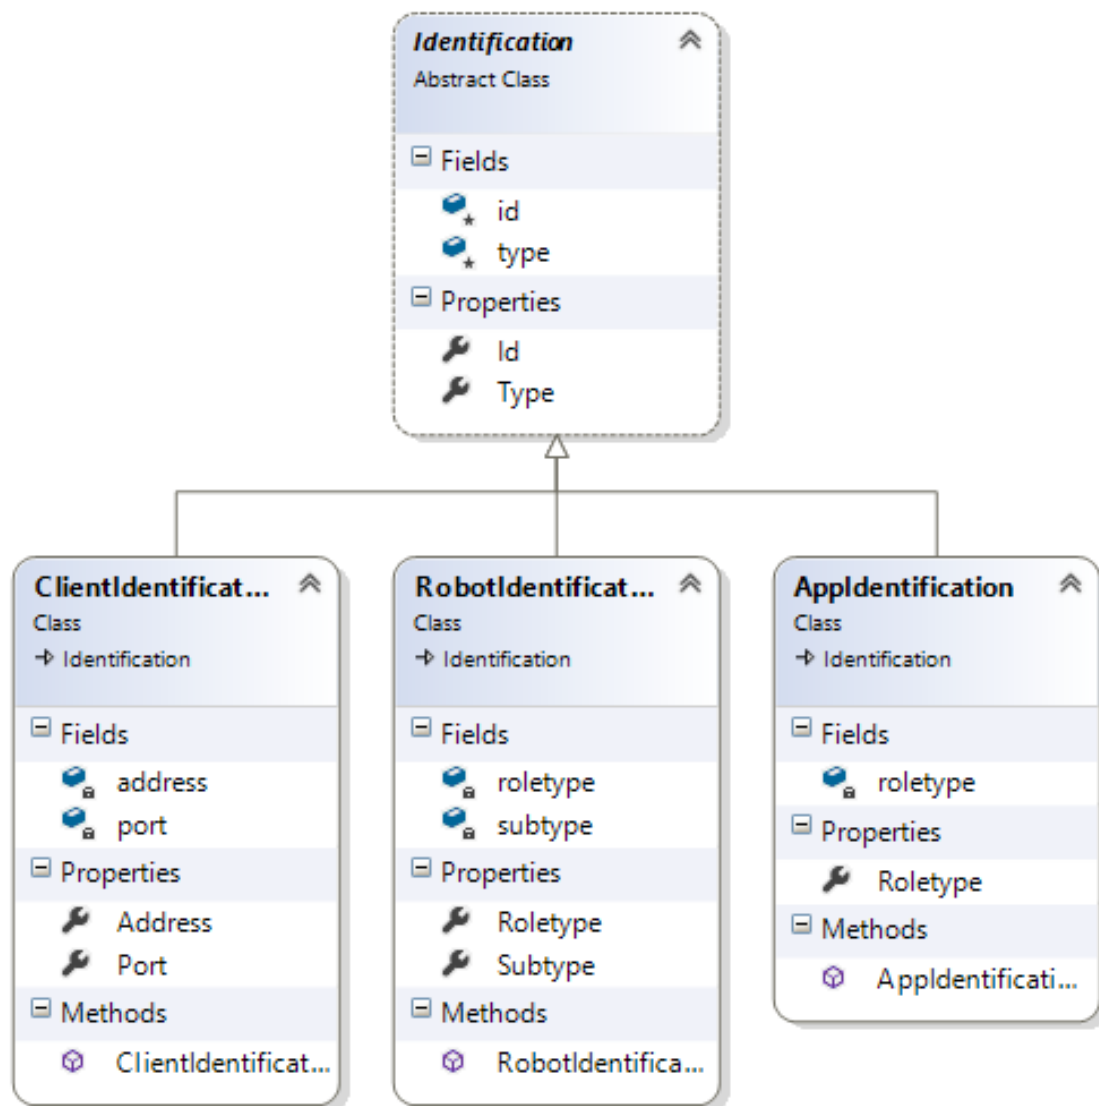 Identification
Abstract Class
Fields
id
type
Properties
Id
Type
ClientIdentificat...
Class
Identification
Fields
address
port
Properties
Address
Port
Methods
ClientIdentificat...
RobotIdentificat...
Class
Identification
Fields
roletype
subtype
Properties
Roletype
Subtype
Methods
RobotIdentifica...
AppIdentification
Class
Identification
Fields
roletype
Properties
Roletype
Methods
AppIdentificati...